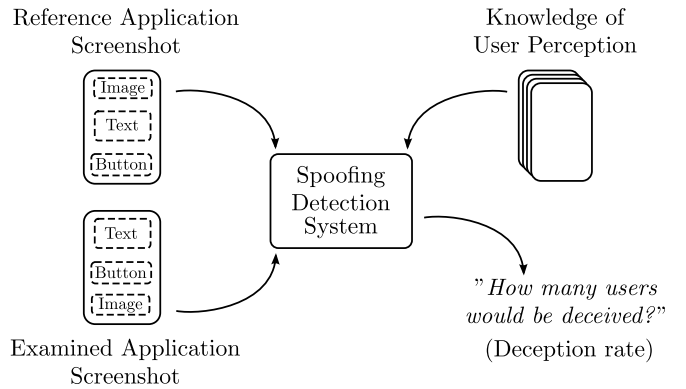 Reference Application
Screenshot
Image
Text
Button
Knowledge of
User Perception
Spoofing
Detection
System
Text
Button
Image
Examined Application
Screenshot
"How many users
would be deceived?"
(Deception rate)